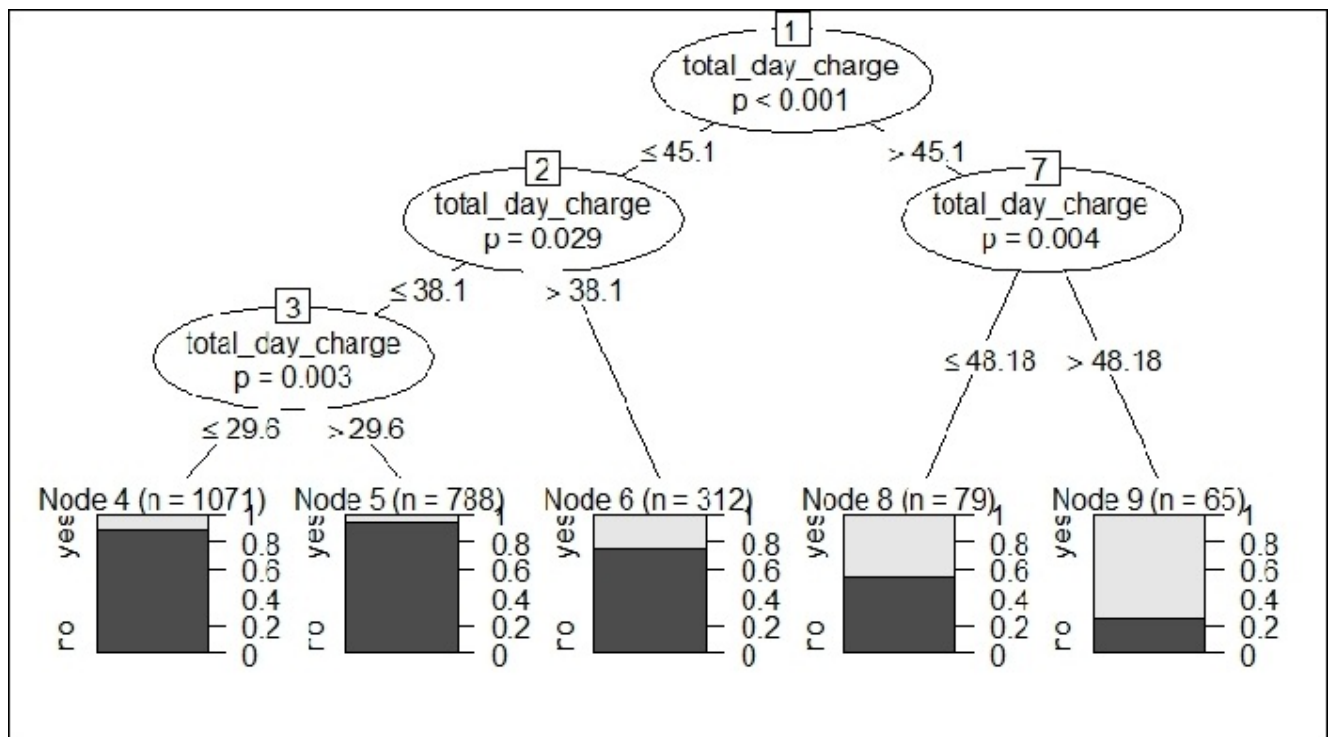 1
total_day_charge
p < 0.001
≤ 45.1
> 45.1
2
total_day_charge
p = 0.029
7
total_day_charge
p = 0.004
≤ 38.1
> 38.1
3
total_day_charge
p = 0.003
≤ 48.18
> 48.18
≤ 29.6
> 29.6
Node 4 (n = 1071)
yes
ro
1
0.8
0.6
0.4
0.2
0
Node 5 (n = 788)
yes
ro
1
0.8
0.6
0.4
0.2
0
Node 6 (n = 312)
yes
ro
1
0.8
0.6
0.4
0.2
0
Node 8 (n = 79)
yes
ro
1
0.8
0.6
0.4
0.2
0
Node 9 (n = 65)
yes
ro
1
0.8
0.6
0.4
0.2
0